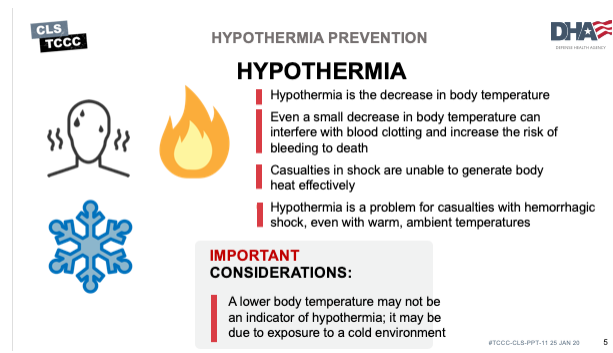 CLS
TCCC
HYPOTHERMIA PREVENTION
DHA
DEFENSE HEALTH AGENCY
HYPOTHERMIA
Hypothermia is the decrease in body temperature
Even a small decrease in body temperature can
interfere with blood clotting and increase the risk of
bleeding to death
Casualties in shock are unable to generate body
heat effectively
Hypothermia is a problem for casualties with hemorrhagic
shock, even with warm, ambient temperatures
IMPORTANT
CONSIDERATIONS:
A lower body temperature may not be
an indicator of hypothermia; it may be
due to exposure to a cold environment
#TCCC-CLS-PPT-11 25 JAN 20
5